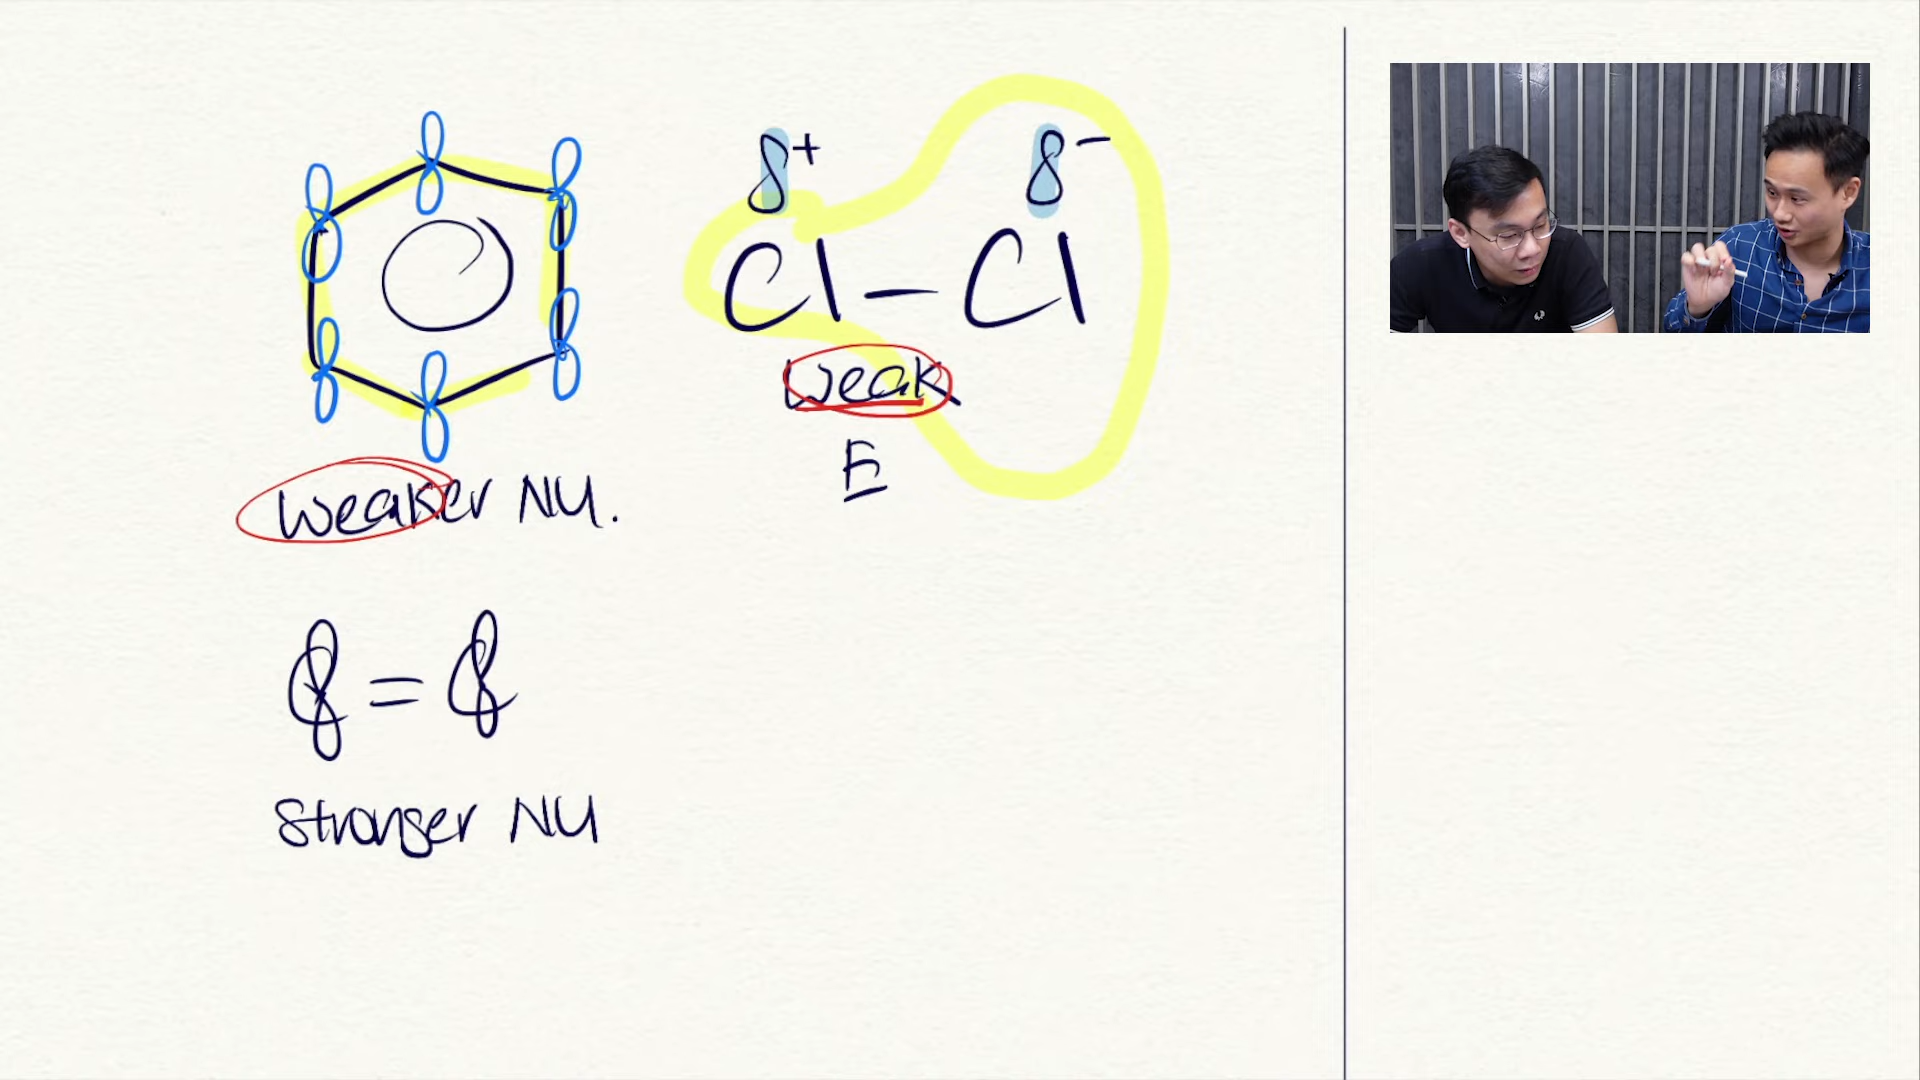 δ+ δ-
Cl — Cl
weak
E
weaker NU.
C = C
Stronger NU